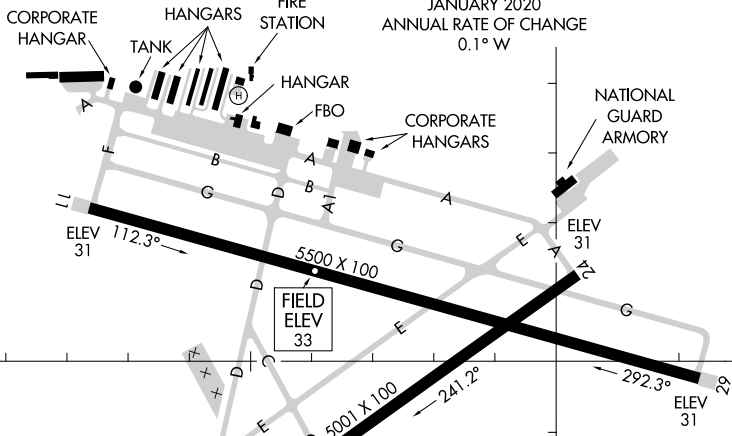 JANUARY 2020
ANNUAL RATE OF CHANGE
0.1° W
CORPORATE
HANGAR
HANGARS
FIRE
STATION
TANK
H
HANGAR
FBO
CORPORATE
HANGARS
NATIONAL
GUARD
ARMORY
A
F
B
A
B
A1
D
G
A
E
A
ELEV
31
11
ELEV
31
112.3°
5500 X 100
G
24
D
FIELD
ELEV
33
G
E
C
D
X
X
X
241.2°
292.3°
29
ELEV
31
5001 X 100
E